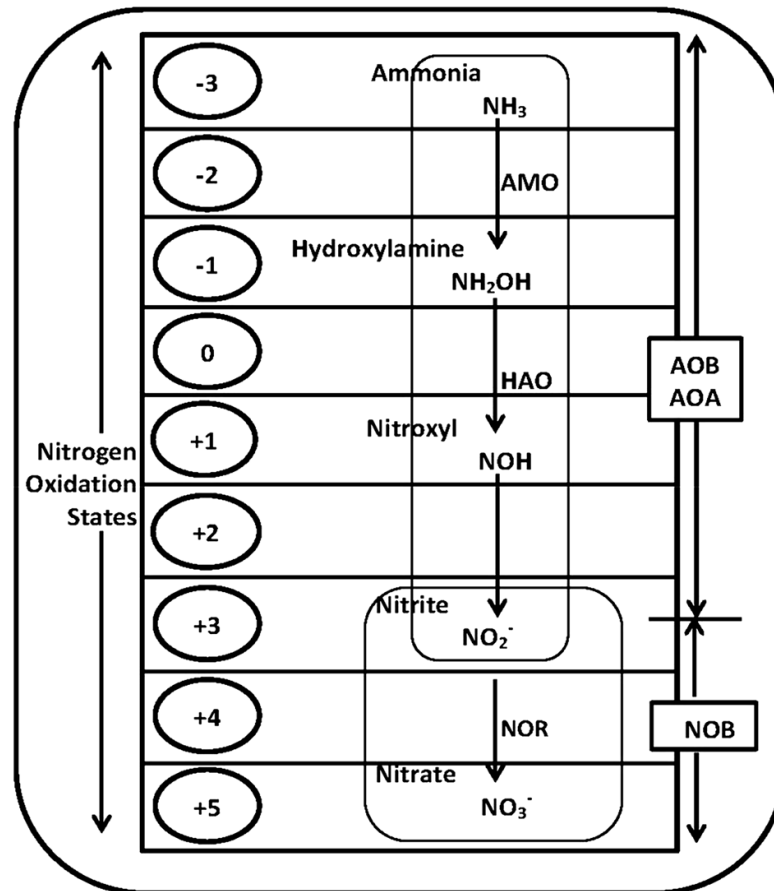 -3
Ammonia
NH₃
-2
AMO
-1
Hydroxylamine
NH₂OH
0
HAO
AOB
AOA
+1
Nitroxyl
NOH
Nitrogen
Oxidation
States
+2
+3
Nitrite
NO₂⁻
+4
NOR
NOB
+5
Nitrate
NO₃⁻